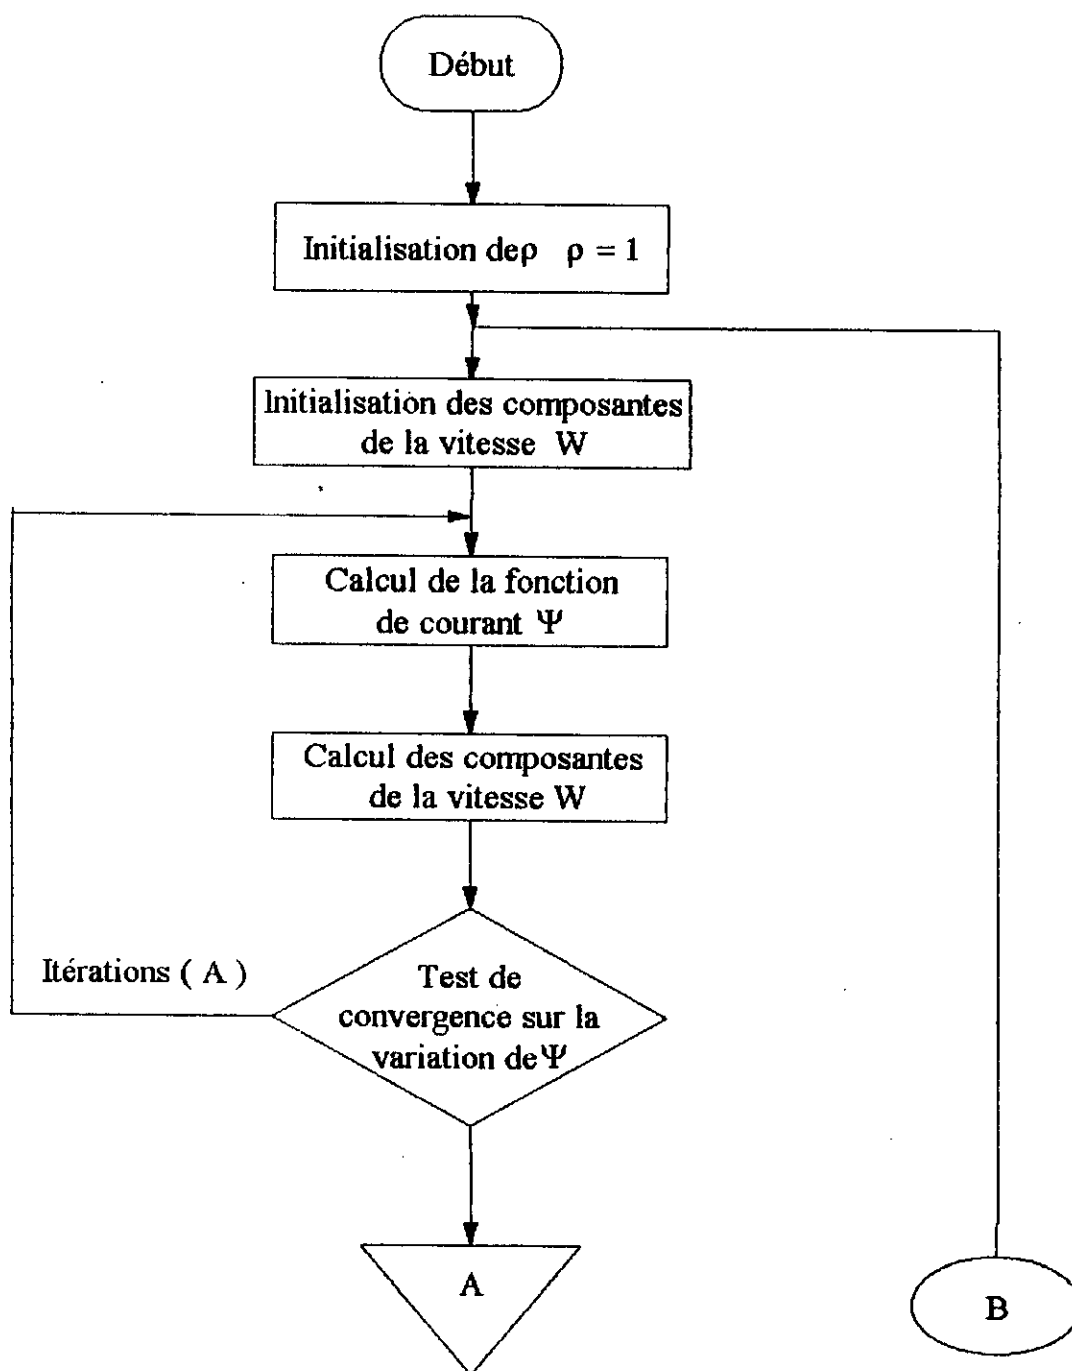 Début
Initialisation deρ ρ = 1
Initialisation des composantes
de la vitesse W
Calcul de la fonction
de courant Ψ
Calcul des composantes
de la vitesse W
Itérations ( A )
Test de
convergence sur la
variation de Ψ
A
B